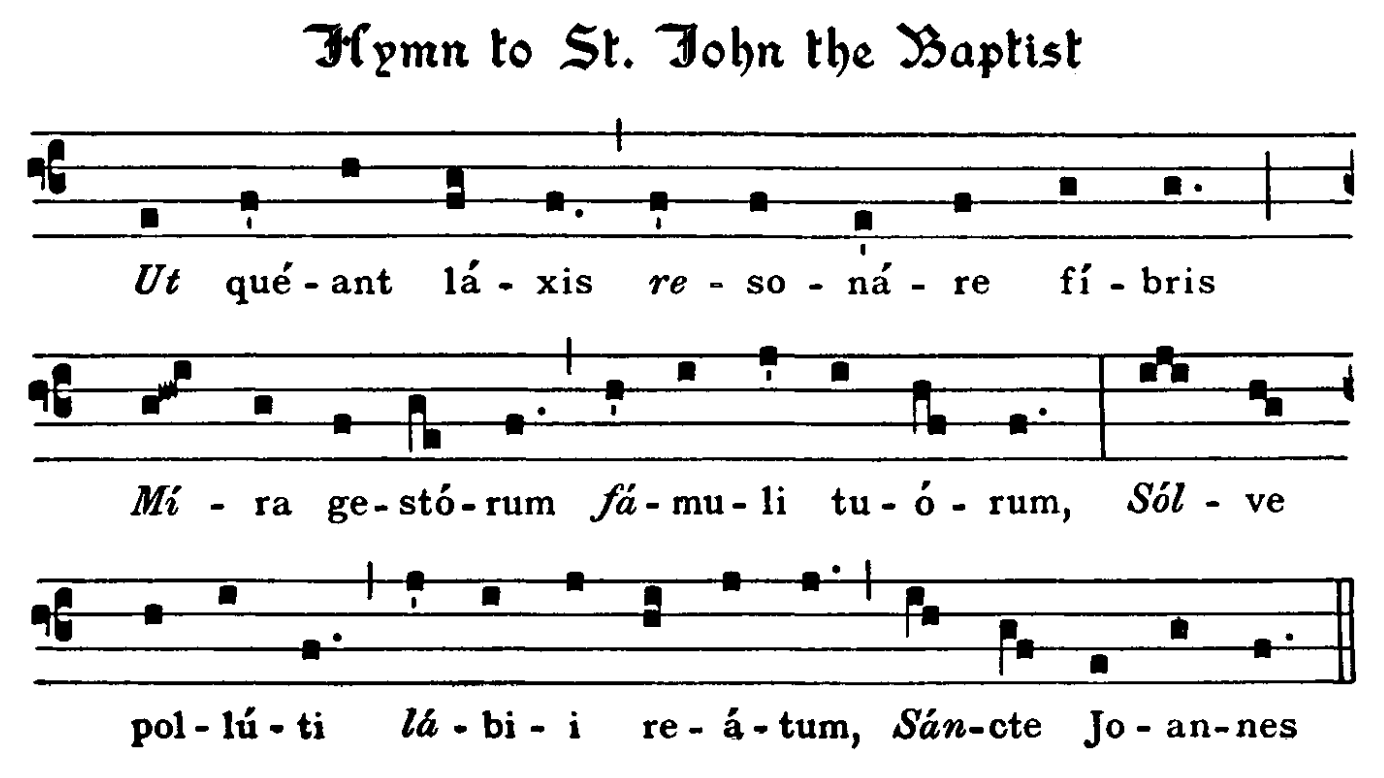 Hymn to St. John the Baptist
Ut qué-ant lá-xis re-so-ná-re fí-bris
Mí-ra ge-stó-rum fá-mu-li tu-ó-rum, Sól-ve
pol-lú-ti lá-bi-i re-á-tum, Sán-cte Jo-an-nes